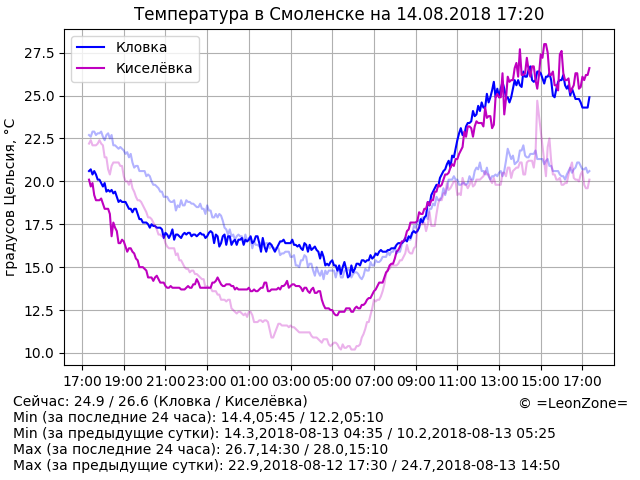 Температура в Смоленске на 14.08.2018 17:20
Кловка
Киселёвка
градусов Цельсия, °C
27.5
25.0
22.5
20.0
17.5
15.0
12.5
10.0
17:00 19:00 21:00 23:00 01:00 03:00 05:00 07:00 09:00 11:00 13:00 15:00 17:00
Сейчас: 24.9 / 26.6 (Кловка / Киселёвка)
© =LeonZone=
Min (за последние 24 часа): 14.4,05:45 / 12.2,05:10
Min (за предыдущие сутки): 14.3,2018-08-13 04:35 / 10.2,2018-08-13 05:25
Max (за последние 24 часа): 26.7,14:30 / 28.0,15:10
Max (за предыдущие сутки): 22.9,2018-08-12 17:30 / 24.7,2018-08-13 14:50